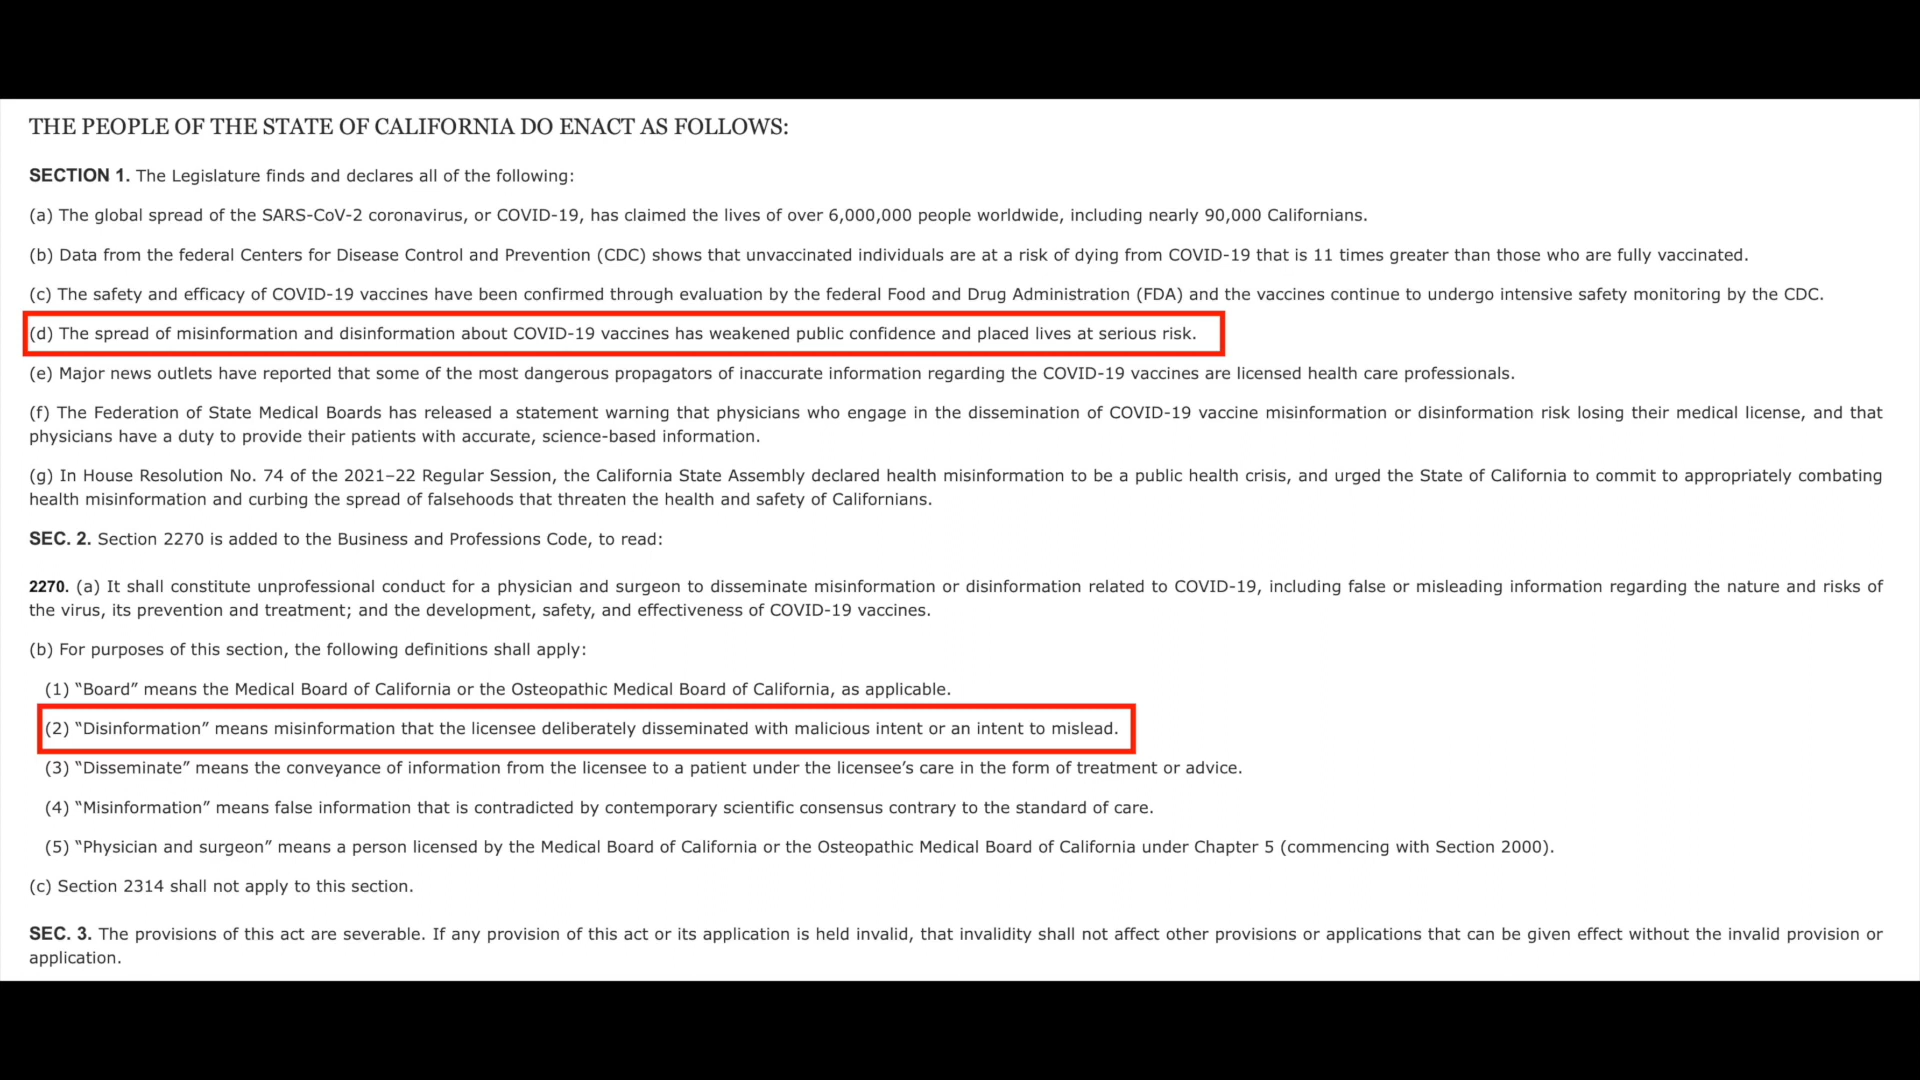 THE PEOPLE OF THE STATE OF CALIFORNIA DO ENACT AS FOLLOWS:
SECTION 1. The Legislature finds and declares all of the following:
(a) The global spread of the SARS-CoV-2 coronavirus, or COVID-19, has claimed the lives of over 6,000,000 people worldwide, including nearly 90,000 Californians.
(b) Data from the federal Centers for Disease Control and Prevention (CDC) shows that unvaccinated individuals are at a risk of dying from COVID-19 that is 11 times greater than those who are fully vaccinated.
(c) The safety and efficacy of COVID-19 vaccines have been confirmed through evaluation by the federal Food and Drug Administration (FDA) and the vaccines continue to undergo intensive safety monitoring by the CDC.
(d) The spread of misinformation and disinformation about COVID-19 vaccines has weakened public confidence and placed lives at serious risk.
(e) Major news outlets have reported that some of the most dangerous propagators of inaccurate information regarding the COVID-19 vaccines are licensed health care professionals.
(f) The Federation of State Medical Boards has released a statement warning that physicians who engage in the dissemination of COVID-19 vaccine misinformation or disinformation risk losing their medical license, and that
physicians have a duty to provide their patients with accurate, science-based information.
(g) In House Resolution No. 74 of the 2021–22 Regular Session, the California State Assembly declared health misinformation to be a public health crisis, and urged the State of California to commit to appropriately combating
health misinformation and curbing the spread of falsehoods that threaten the health and safety of Californians.
SEC. 2. Section 2270 is added to the Business and Professions Code, to read:
2270. (a) It shall constitute unprofessional conduct for a physician and surgeon to disseminate misinformation or disinformation related to COVID-19, including false or misleading information regarding the nature and risks of
the virus, its prevention and treatment; and the development, safety, and effectiveness of COVID-19 vaccines.
(b) For purposes of this section, the following definitions shall apply:
(1) “Board” means the Medical Board of California or the Osteopathic Medical Board of California, as applicable.
(2) “Disinformation” means misinformation that the licensee deliberately disseminated with malicious intent or an intent to mislead.
(3) “Disseminate” means the conveyance of information from the licensee to a patient under the licensee’s care in the form of treatment or advice.
(4) “Misinformation” means false information that is contradicted by contemporary scientific consensus contrary to the standard of care.
(5) “Physician and surgeon” means a person licensed by the Medical Board of California or the Osteopathic Medical Board of California under Chapter 5 (commencing with Section 2000).
(c) Section 2314 shall not apply to this section.
SEC. 3. The provisions of this act are severable. If any provision of this act or its application is held invalid, that invalidity shall not affect other provisions or applications that can be given effect without the invalid provision or
application.